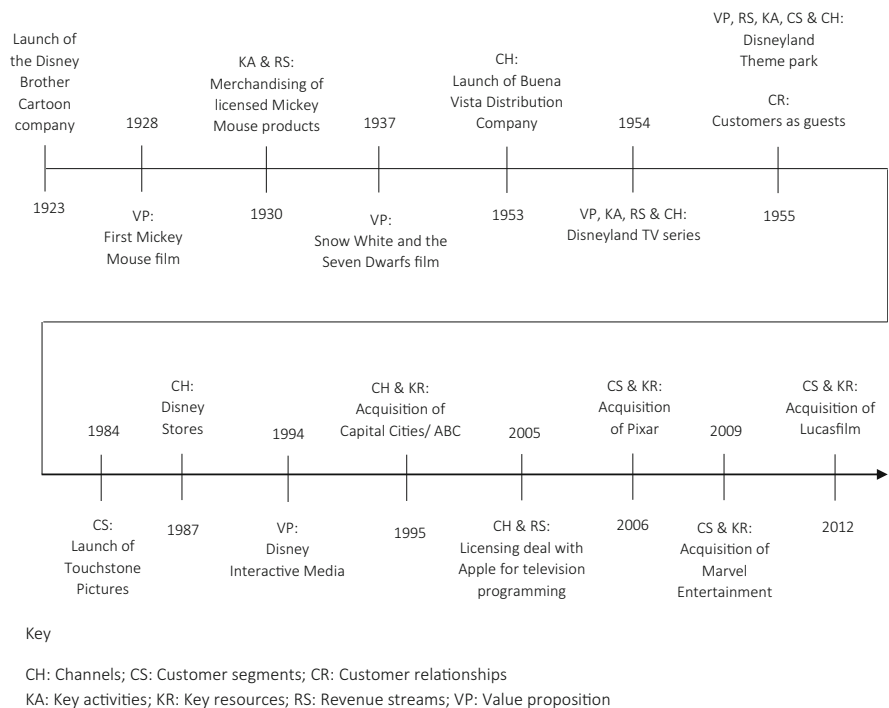 Launch of
the Disney
Brother
Cartoon
company
1923
1928
VP:
First Mickey
Mouse film
KA & RS:
Merchandising of
licensed Mickey
Mouse products
1930
1937
VP:
Snow White and the
Seven Dwarfs film
CH:
Launch of Buena
Vista Distribution
Company
1953
1954
VP, KA, RS & CH:
Disneyland TV series
VP, RS, KA, CS & CH:
Disneyland
Theme park
CR:
Customers as guests
1955
1984
CS:
Launch of
Touchstone
Pictures
CH:
Disney
Stores
1987
1994
VP:
Disney
Interactive Media
CH & KR:
Acquisition of
Capital Cities/ ABC
1995
2005
CH & RS:
Licensing deal with
Apple for television
programming
CS & KR:
Acquisition
of Pixar
2006
2009
CS & KR:
Acquisition of
Marvel
Entertainment
CS & KR:
Acquisition of
Lucasfilm
2012
Key
CH: Channels; CS: Customer segments; CR: Customer relationships
KA: Key activities; KR: Key resources; RS: Revenue streams; VP: Value proposition